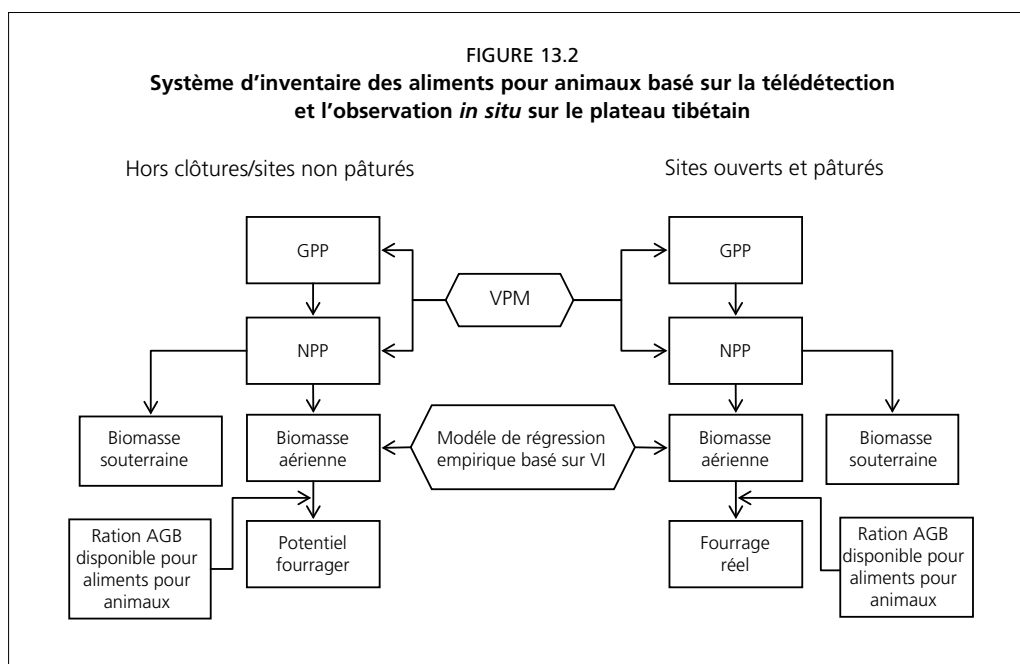 FIGURE 13.2
Système d'inventaire des aliments pour animaux basé sur la télédétection
et l'observation in situ sur le plateau tibétain
Hors clôtures/sites non pâturés
Sites ouverts et pâturés
GPP
GPP
VPM
NPP
NPP
Biomasse
souterraine
Biomasse
aérienne
Modéle de régression
empirique basé sur VI
Biomasse
aérienne
Biomasse
souterraine
Ration AGB
disponible pour
aliments pour
animaux
Potentiel
fourrager
Fourrage
réel
Ration AGB
disponible pour
aliments pour
animaux